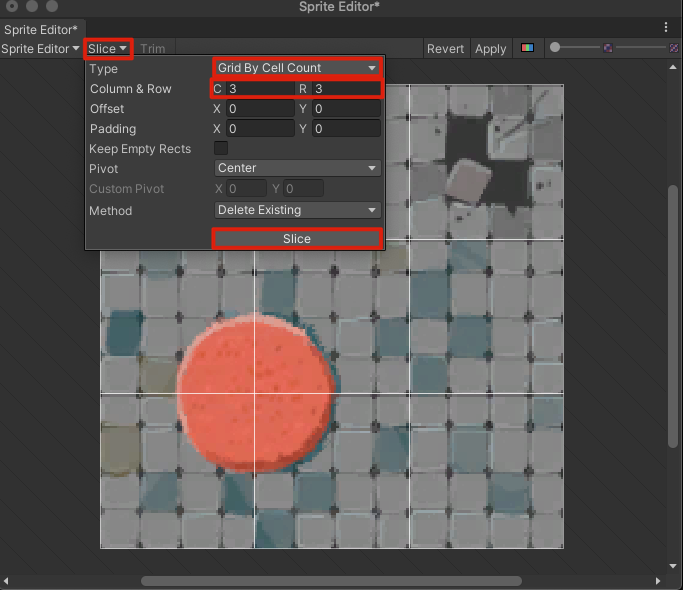 Sprite Editor*
Sprite Editor*
Sprite Editor Slice Trim Revert Apply
Type Grid By Cell Count
Column & Row C 3 R 3
Offset X 0 Y 0
Padding X 0 Y 0
Keep Empty Rects
Pivot Center
Custom Pivot X 0 Y 0
Method Delete Existing
Slice